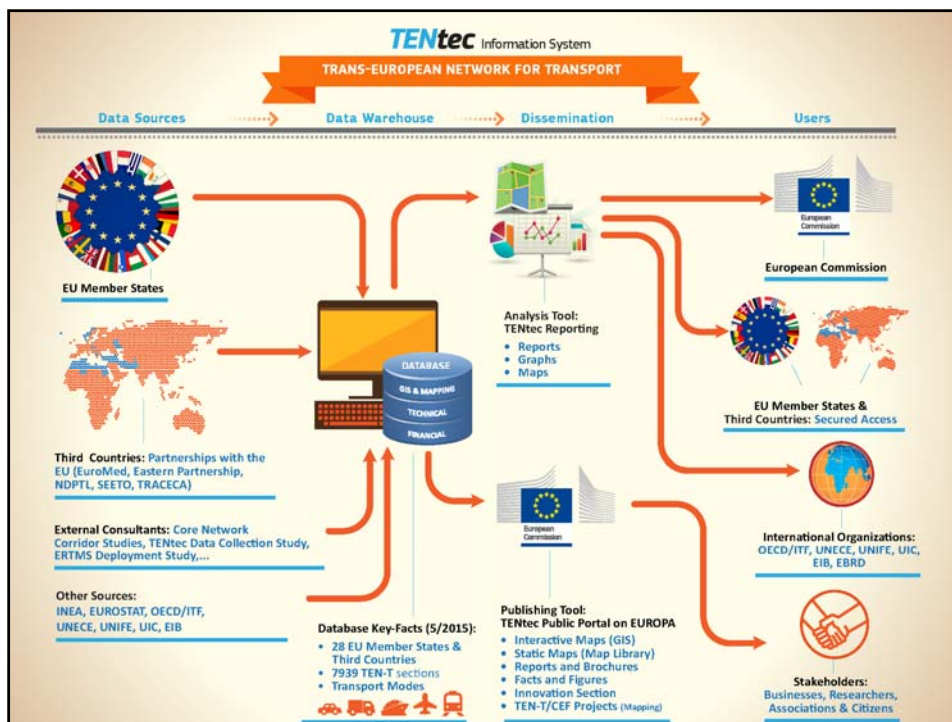 TENtec Information System
TRANS-EUROPEAN NETWORK FOR TRANSPORT
Data Sources
Data Warehouse
Dissemination
Users
EU Member States
Third Countries: Partnerships with the
EU (EuroMed, Eastern Partnership,
NDPTL, SEETO, TRACECA)
External Consultants: Core Network
Corridor Studies, TENtec Data Collection Study,
ERTMS Deployment Study,...
Other Sources:
INEA, EUROSTAT, OECD/ITF,
UNECE, UNIFE, UIC, EIB
DATABASE
GIS & MAPPING
TECHNICAL
FINANCIAL
Database Key-Facts (5/2015):
• 28 EU Member States &
Third Countries
• 7939 TEN-T sections
• Transport Modes
Analysis Tool:
TENtec Reporting
• Reports
• Graphs
• Maps
European
Commission
Publishing Tool:
TENtec Public Portal on EUROPA
• Interactive Maps (GIS)
• Static Maps (Map Library)
• Reports and Brochures
• Facts and Figures
• Innovation Section
• TEN-T/CEF Projects (Mapping)
European
Commission
European Commission
EU Member States &
Third Countries: Secured Access
International Organizations:
OECD/ITF, UNECE, UNIFE, UIC,
EIB, EBRD
Stakeholders:
Businesses, Researchers,
Associations & Citizens